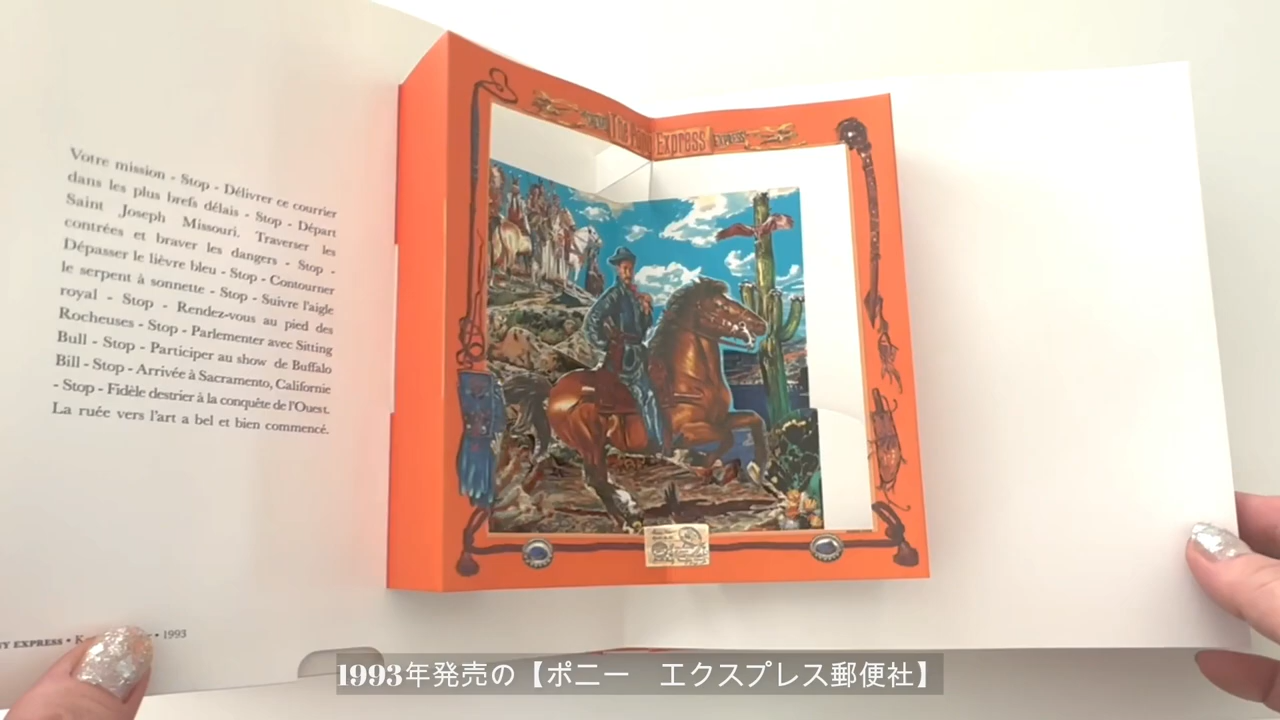 Votre mission - Stop - Délivrer ce courrier
dans les plus brefs délais - Stop - Départ
Saint Joseph Missouri. Traverser les
contrées et braver les dangers - Stop -
Dépasser le lièvre bleu - Stop - Contourner
le serpent à sonnette - Stop - Suivre l'aigle
royal - Stop - Rendez-vous au pied des
Rocheuses - Stop - Parlementer avec Sitting
Bull - Stop - Participer au show de Buffalo
Bill - Stop - Arrivée à Sacramento, Californie
- Stop - Fidèle destrier à la conquête de l'Ouest.
La ruée vers l'art a bel et bien commencé.
The Pony Express
EXPRESS
EXPRESS • • 1993
1993年発売の【ポニー　エクスプレス郵便社】